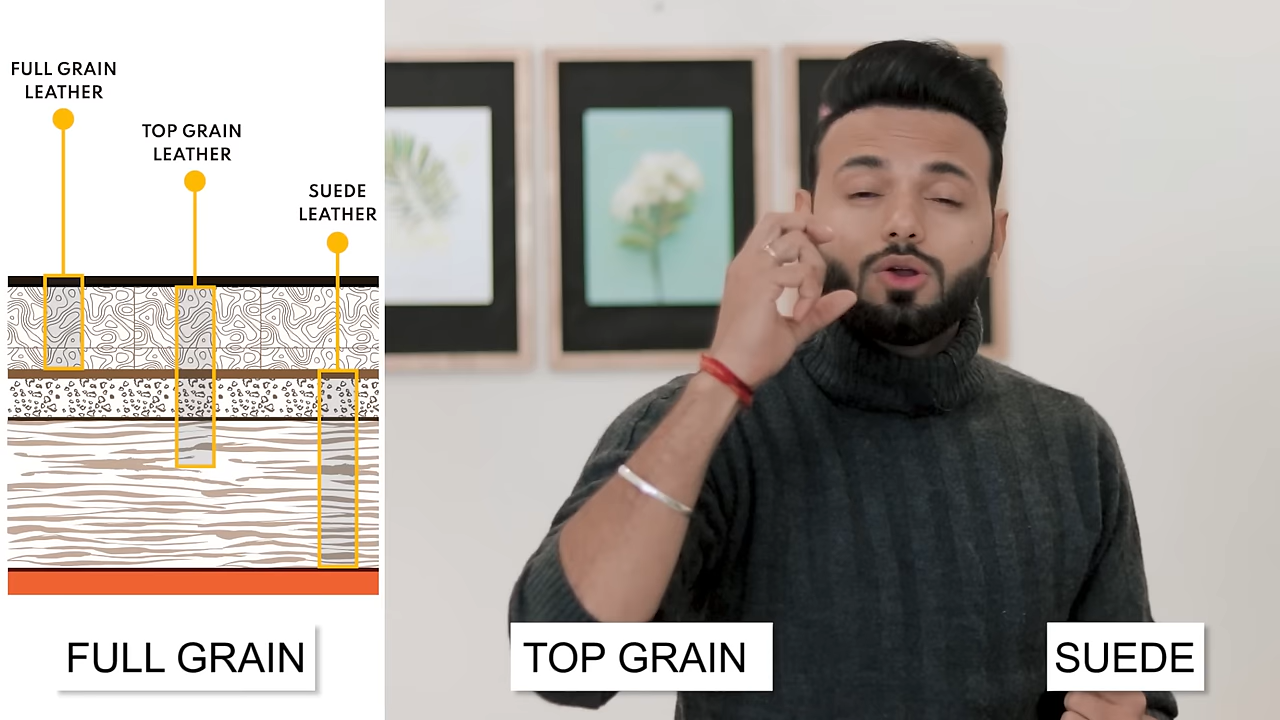 FULL GRAIN
LEATHER
TOP GRAIN
LEATHER
SUEDE
LEATHER
FULL GRAIN
TOP GRAIN
SUEDE